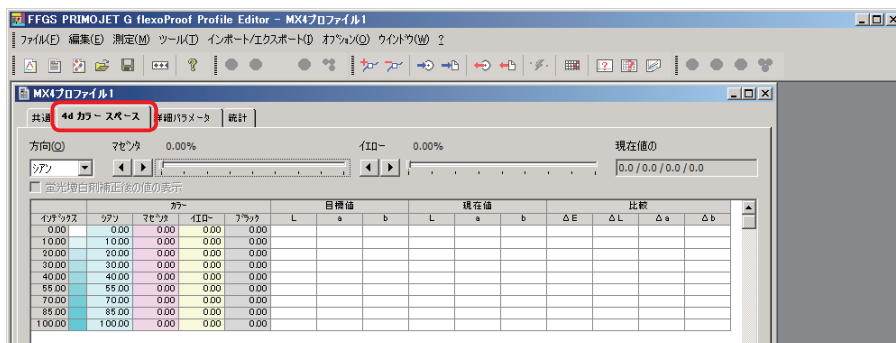 FFGS PRIMOJET G flexoProof Profile Editor - MX4プロファイル1
ファイル(F) 編集(E) 測定(M) ツール(T) インポート/エクスポート(I) オプション(O) ウインドウ(W) ?
MX4プロファイル1
共通 4d カラー スペース 詳細パラメータ 統計
方向(O) マゼンタ 0.00% イエロー 0.00% 現在値の
シアン 0.0 / 0.0 / 0.0 / 0.0
蛍光増白剤補正後の値の表示
カラー 目標値 現在値 比較
インデックス シアン マゼンタ イエロー ブラック L a b L a b Δ E Δ L Δ a Δ b
0.00 0.00 0.00 0.00 0.00
10.00 10.00 0.00 0.00 0.00
20.00 20.00 0.00 0.00 0.00
30.00 30.00 0.00 0.00 0.00
40.00 40.00 0.00 0.00 0.00
55.00 55.00 0.00 0.00 0.00
70.00 70.00 0.00 0.00 0.00
85.00 85.00 0.00 0.00 0.00
100.00 100.00 0.00 0.00 0.00